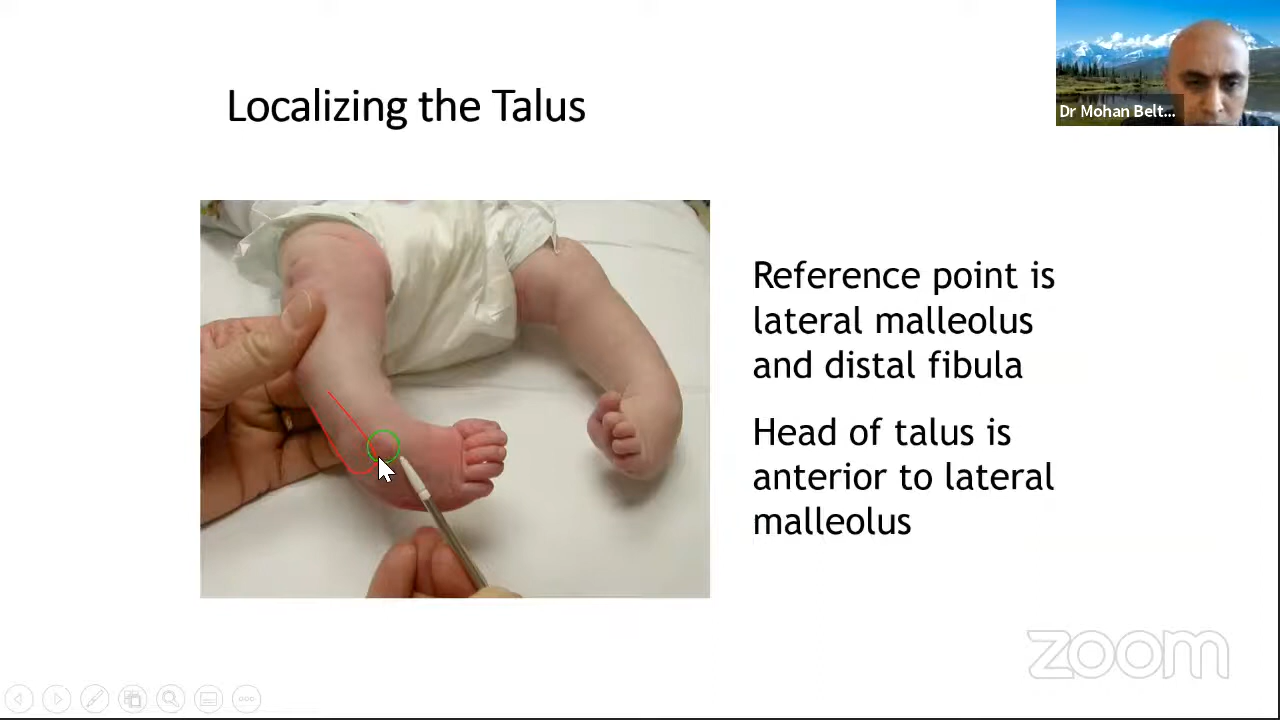 Localizing the Talus
Dr Mohan Belt...
Reference point is
lateral malleolus
and distal fibula
Head of talus is
anterior to lateral
malleolus
zoom